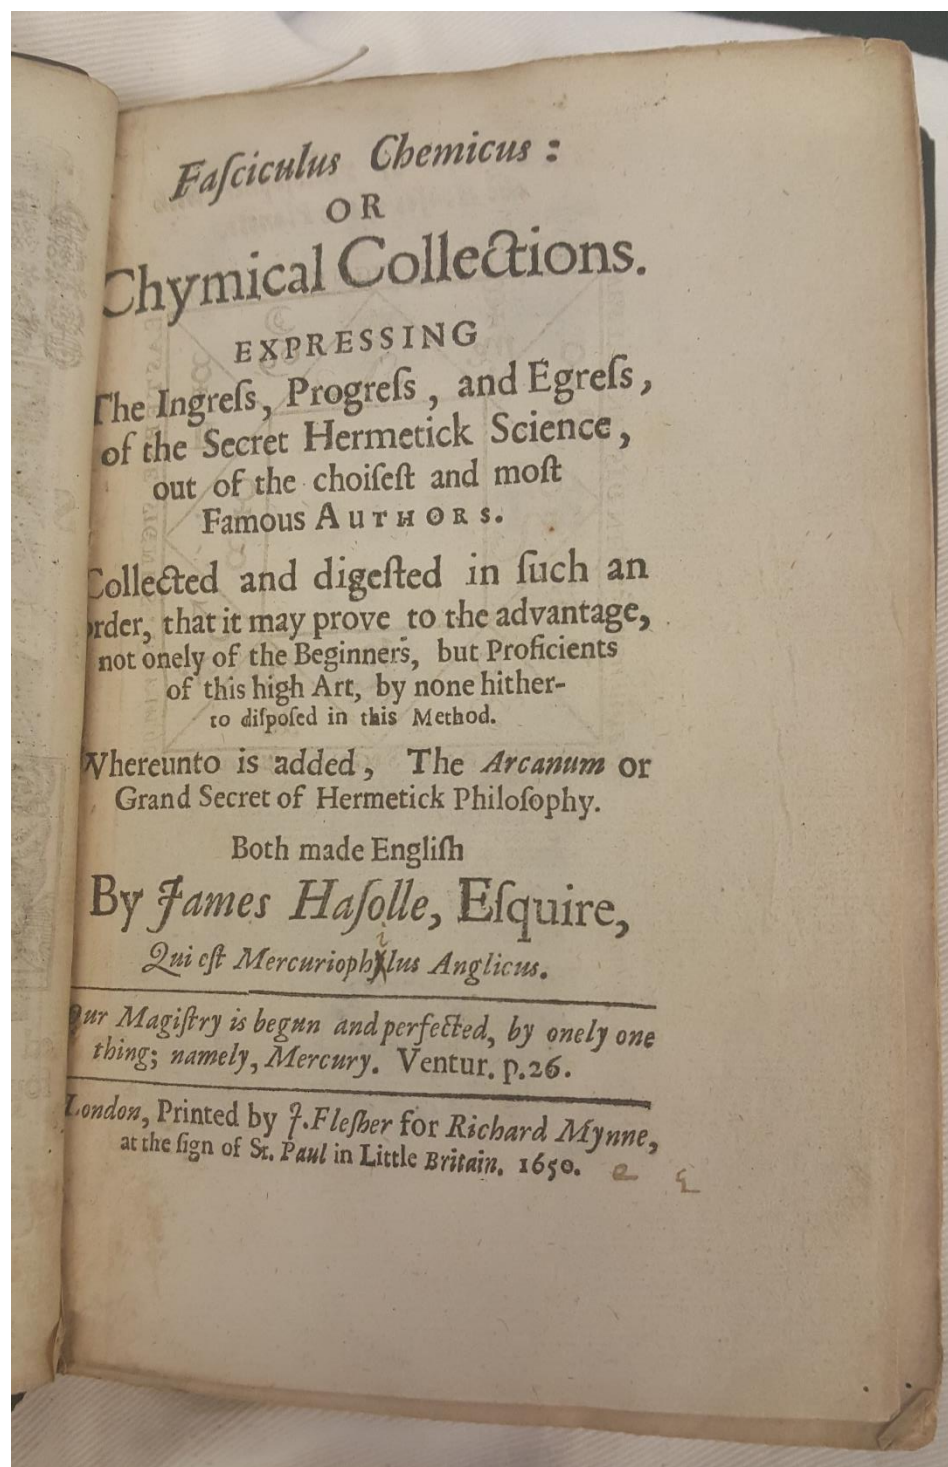 Faſciculus Chemicus:
OR
Chymical Collections.
EXPRESSING
The Ingreſs, Progreſs, and Egreſs,
of the Secret Hermetick Science,
out of the choiſeſt and moſt
Famous AUTHORS.
Collected and digeſted in ſuch an
order, that it may prove to the advantage,
not onely of the Beginners, but Proficients
of this high Art, by none hither-
to diſpoſed in this Method.
Whereunto is added, The Arcanum or
Grand Secret of Hermetick Philoſophy.
Both made Engliſh
By James Haſolle, Eſquire,
Qui eſt Mercuriophilus Anglicus.
Our Magiſtry is begun and perfected, by onely one
thing; namely, Mercury. Ventur. p.26.
London, Printed by J. Fleſher for Richard Mynne,
at the ſign of St. Paul in Little Britain. 1650.